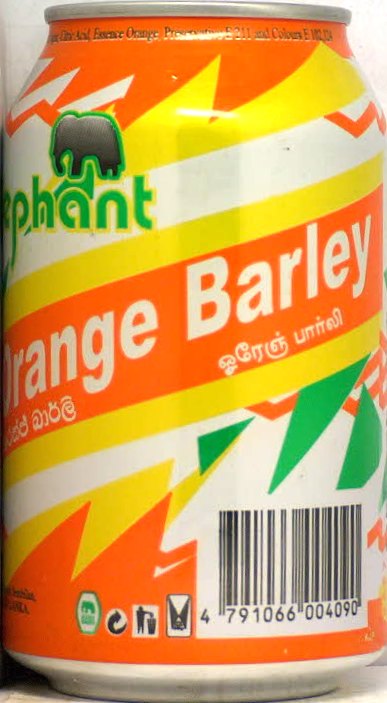 Citric Acid, Essence Orange, Preservative E 211 and Colours E 102,124
ephant
Orange Barley
ஓரேஞ் பார்லி
බාර්ලි
4 791066 004090